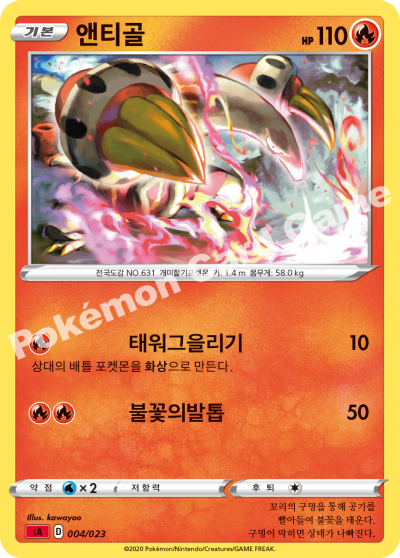 기본 앤티골 HP 110
전국도감 NO.631 개미핥기포켓몬 키: 1.4 m 몸무게: 58.0 kg
Pokémon Card Game
태워그을리기 10
상대의 배틀 포켓몬을 화상으로 만든다.
불꽃의발톱 50
약점 ×2 저항력 후퇴
Illus. kawayoo
sA D 004/023
꼬리의 구멍을 통해 공기를
빨아들여 불꽃을 태운다.
구멍이 막히면 상태가 나빠진다.
©2020 Pokémon/Nintendo/Creatures/GAME FREAK.